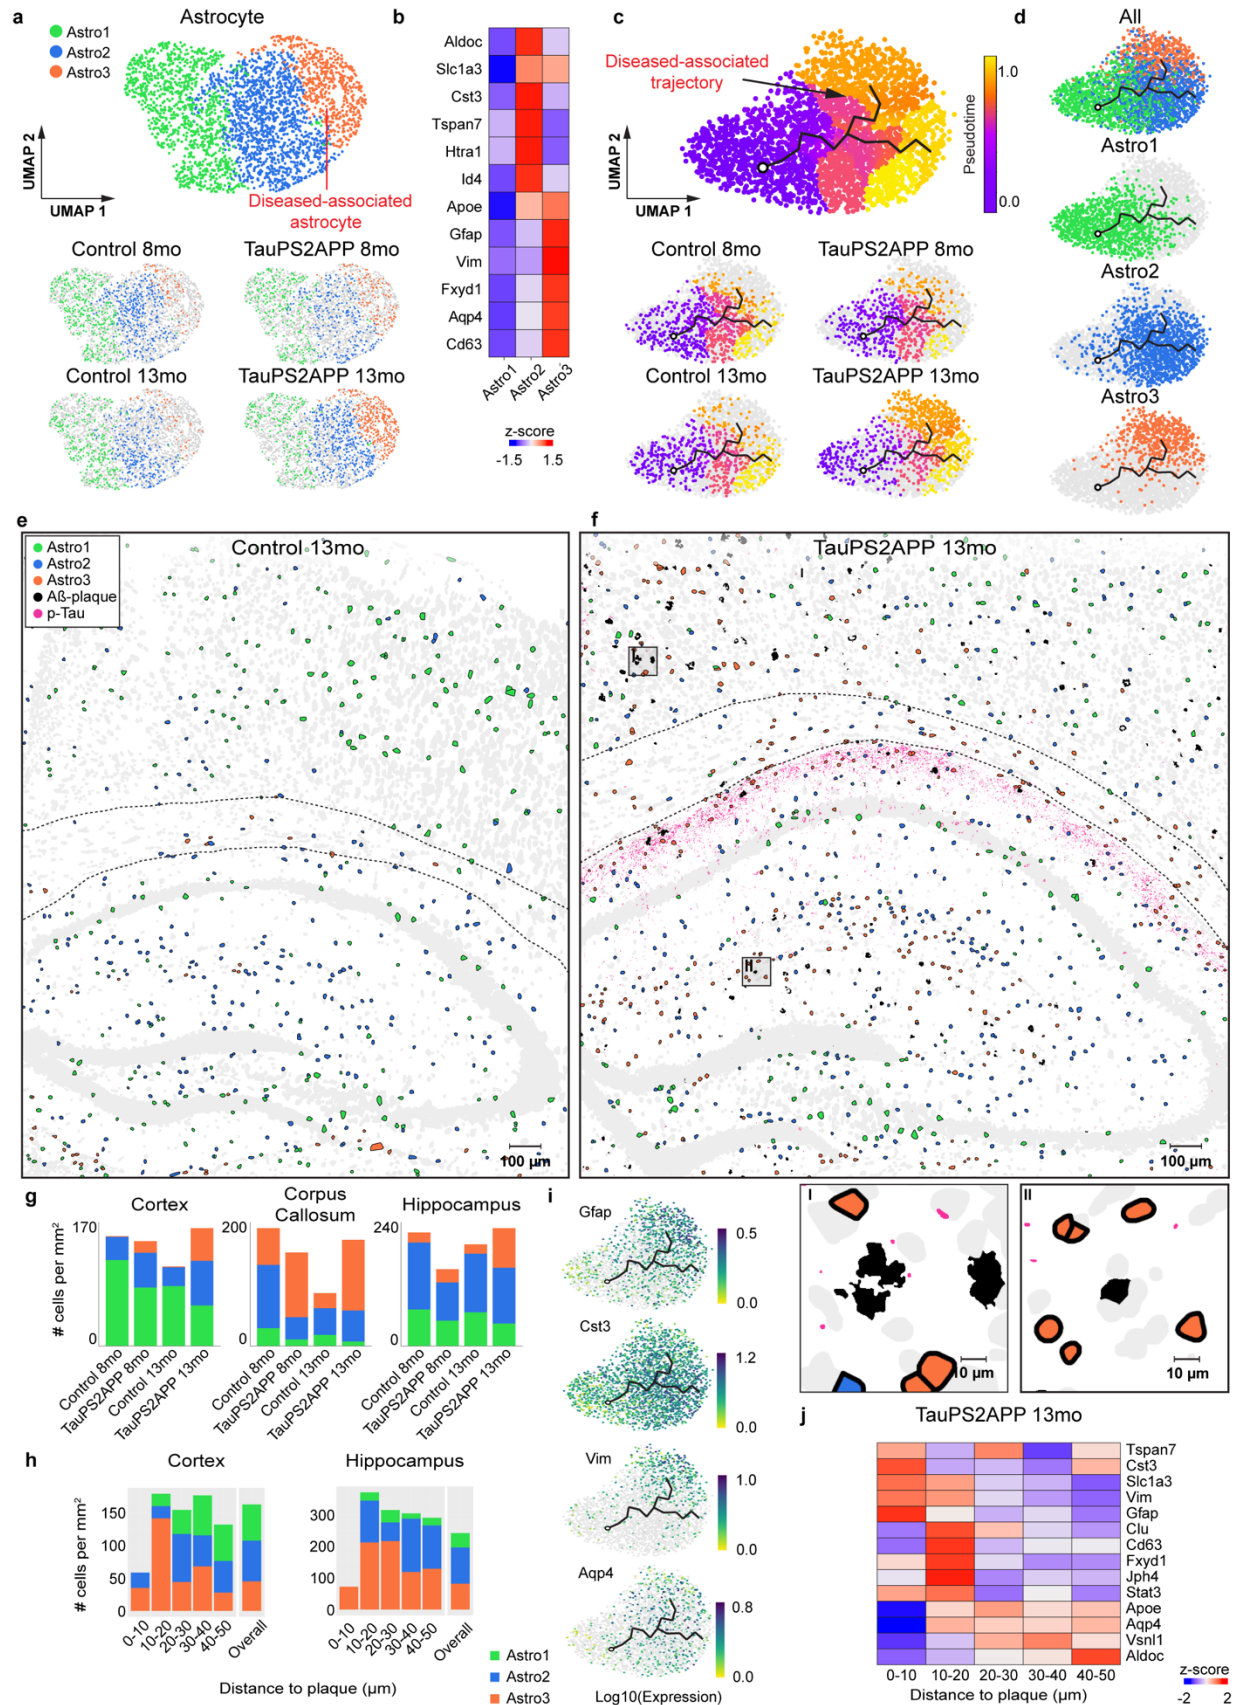 a
Astrocyte
Astro1
Astro2
Astro3
UMAP 2
UMAP 1
Diseased-associated
astrocyte
Control 8mo
TauPS2APP 8mo
Control 13mo
TauPS2APP 13mo
b
Aldoc
Slc1a3
Cst3
Tspan7
Htra1
Id4
Apoe
Gfap
Vim
Fxyd1
Aqp4
Cd63
Astro1
Astro2
Astro3
z-score
-1.5 1.5
c
Diseased-associated
trajectory
UMAP 2
UMAP 1
1.0
Pseudotime
0.0
Control 8mo
TauPS2APP 8mo
Control 13mo
TauPS2APP 13mo
d
All
Astro1
Astro2
Astro3
e
Control 13mo
Astro1
Astro2
Astro3
Aß-plaque
p-Tau
100 µm
f
TauPS2APP 13mo
I
II
100 µm
I
10 µm
II
10 µm
g
Cortex
Corpus
Callosum
Hippocampus
# cells per mm²
170
0
200
0
240
0
Control 8mo
TauPS2APP 8mo
Control 13mo
TauPS2APP 13mo
Control 8mo
TauPS2APP 8mo
Control 13mo
TauPS2APP 13mo
Control 8mo
TauPS2APP 8mo
Control 13mo
TauPS2APP 13mo
h
Cortex
Hippocampus
# cells per mm²
150
100
50
0
300
200
100
0
0-10
10-20
20-30
30-40
40-50
Overall
0-10
10-20
20-30
30-40
40-50
Overall
Distance to plaque (µm)
Astro1
Astro2
Astro3
i
Gfap
0.5
0.0
Cst3
1.2
0.0
Vim
1.0
0.0
Aqp4
0.8
0.0
Log10(Expression)
j
TauPS2APP 13mo
Tspan7
Cst3
Slc1a3
Vim
Gfap
Clu
Cd63
Fxyd1
Jph4
Stat3
Apoe
Aqp4
Vsnl1
Aldoc
0-10 10-20 20-30 30-40 40-50
Distance to plaque (µm)
z-score
-2 2